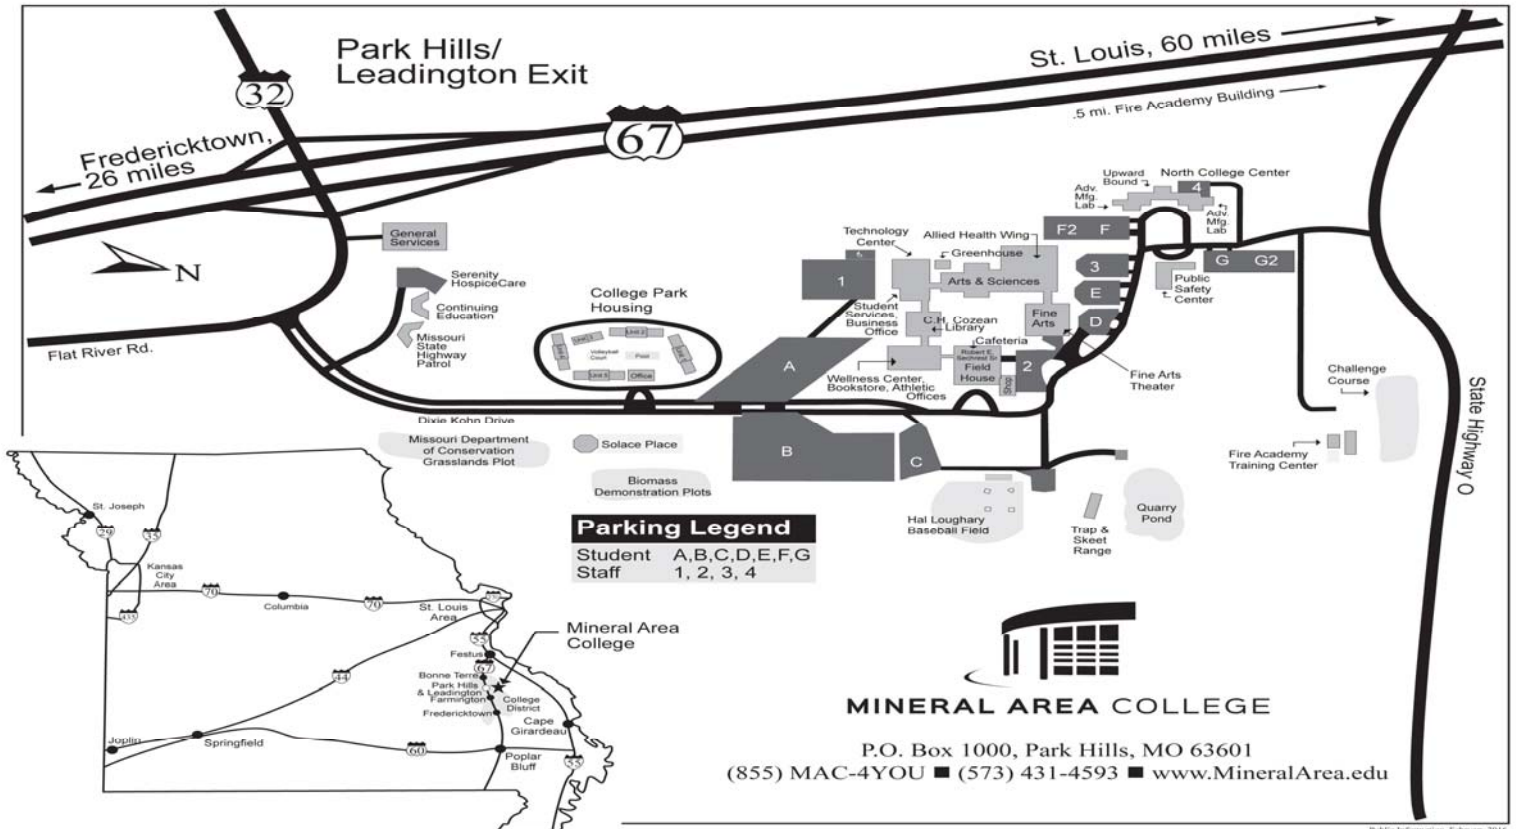 Park Hills/
Leadington Exit
St. Louis, 60 miles
.5 mi. Fire Academy Building
32
67
Fredericktown,
26 miles
N
Flat River Rd.
General
Services
Serenity
HospiceCare
Continuing
Education
Missouri
State
Highway
Patrol
College Park
Housing
Unit 2
Volleyball
Court
Pool
Office
Technology
Center
Allied Health Wing
Greenhouse
Arts & Sciences
1
Student
Services,
Business
Office
C.H. Cozean
Library
Fine
Arts
Cafeteria
Robert E.
Sechrest Sr.
Field
House
Shop
2
Wellness Center,
Bookstore, Athletic
Offices
Fine Arts
Theater
Upward
Bound
North College Center
Adv.
Mfg.
Lab
4
Adv.
Mfg.
Lab
F2 F
3
E
D
G G2
Public
Safety
Center
A
B
C
Dixie Kohn Drive
Missouri Department
of Conservation
Grasslands Plot
Solace Place
Biomass
Demonstration Plots
Hal Loughary
Baseball Field
Trap &
Skeet
Range
Quarry
Pond
Challenge
Course
Fire Academy
Training Center
State Highway O
Parking Legend
Student A,B,C,D,E,F,G
Staff 1, 2, 3, 4
St. Joseph
29
35
Kansas
City
Area
435
70
Columbia
70
St. Louis
Area
55
Festus
67
Mineral Area
College
44
Bonne Terre
Park Hills
& Leadington
Farmington
College
District
Fredericktown
Cape
Girardeau
Joplin
Springfield
60
Poplar
Bluff
55
MINERAL AREA COLLEGE
P.O. Box 1000, Park Hills, MO 63601
(855) MAC-4YOU ■ (573) 431-4593 ■ www.MineralArea.edu